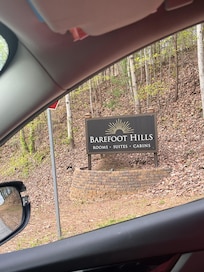 BAREFOOT HILLS
ROOMS • SUITES • CABINS